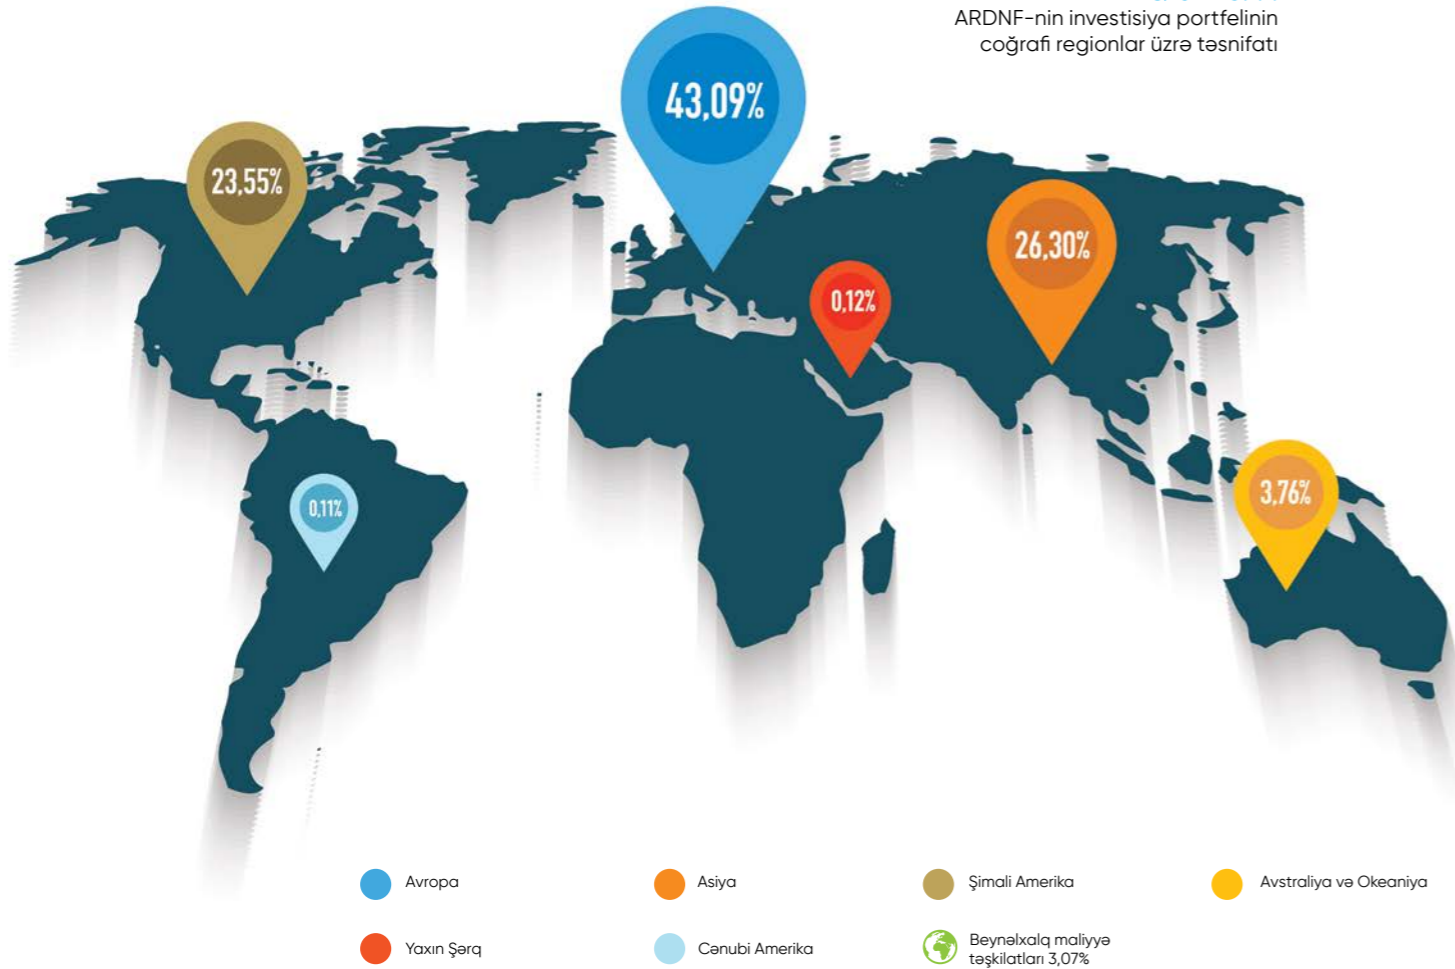 ARDNF-nin investisiya portfelinin
coğrafi regionlar üzrə təsnifatı
43,09%
23,55%
26,30%
0,12%
0,11%
3,76%
Avropa
Asiya
Şimali Amerika
Avstraliya və Okeaniya
Yaxın Şərq
Cənubi Amerika
Beynəlxalq maliyyə
təşkilatları 3,07%